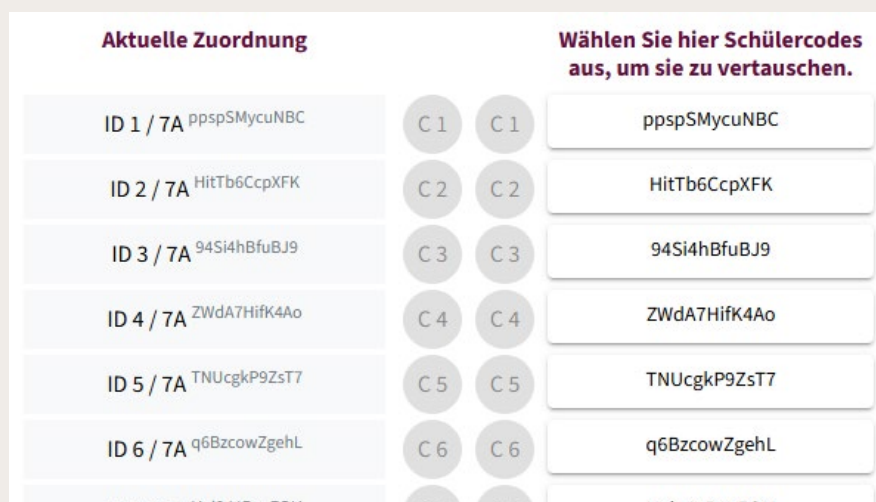 Aktuelle Zuordnung
Wählen Sie hier Schülercodes
aus, um sie zu vertauschen.
ID 1 / 7A ppspSMycuNBC C 1 C 1 ppspSMycuNBC
ID 2 / 7A HitTb6CcpXFK C 2 C 2 HitTb6CcpXFK
ID 3 / 7A 94Si4hBfuBJ9 C 3 C 3 94Si4hBfuBJ9
ID 4 / 7A ZWdA7HifK4Ao C 4 C 4 ZWdA7HifK4Ao
ID 5 / 7A TNUcgkP9ZsT7 C 5 C 5 TNUcgkP9ZsT7
ID 6 / 7A q6BzcowZgehL C 6 C 6 q6BzcowZgehL